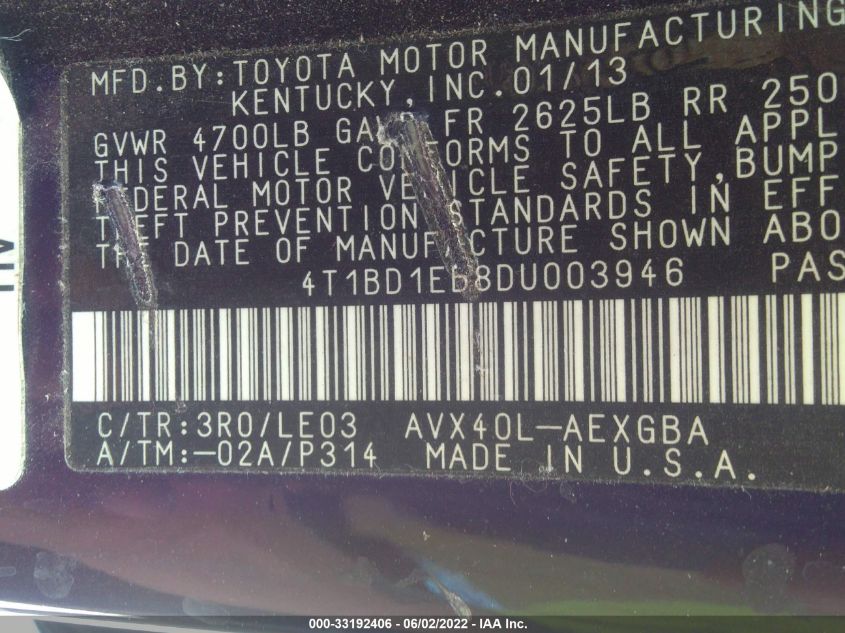 MFD.BY:TOYOTA MOTOR MANUFACTURING
KENTUCKY,INC.01/13
GVWR 4700LB FR 2625LB RR 250
THIS VEHICLE CONFORMS TO ALL APPL
FEDERAL MOTOR VEHICLE SAFETY,BUMP
THEFT PREVENTION STANDARDS IN EFF
THE DATE OF MANUFACTURE SHOWN ABO
4T1BD1EB8DU003946 PAS
C/TR:3R0/LE03 AVX40L-AEXGBA
A/TM:-02A/P314 MADE IN U.S.A.
000-33192406 - 06/02/2022 - IAA Inc.